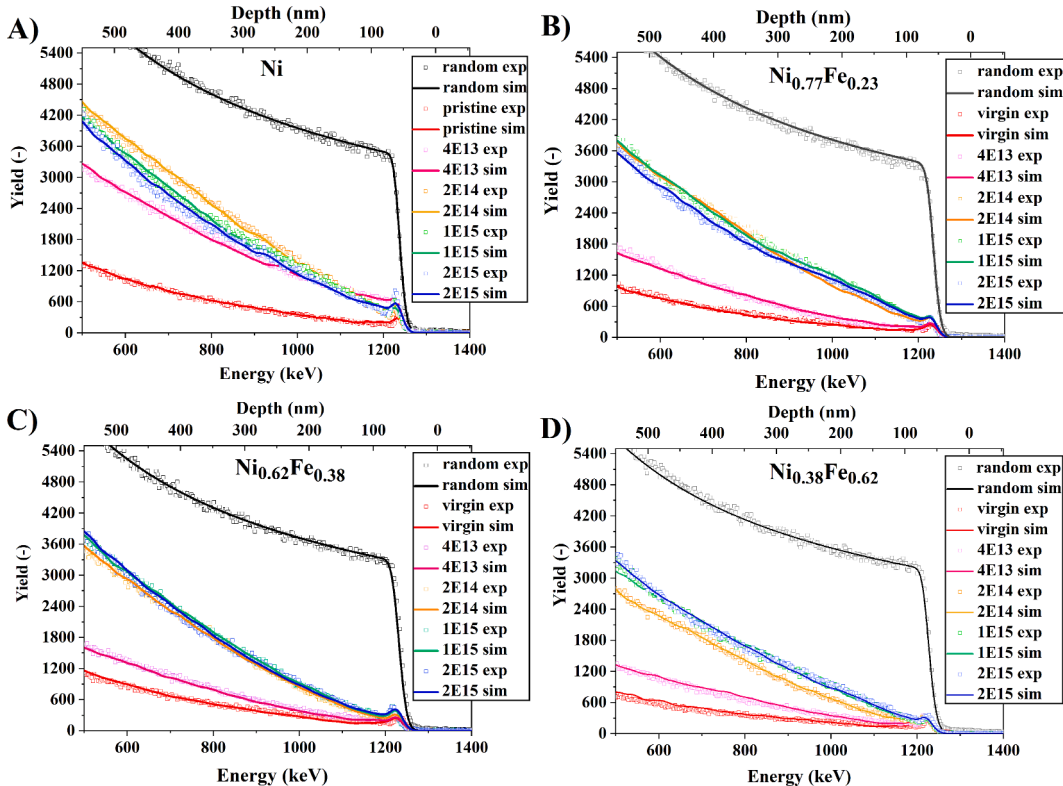 A)
Depth (nm)
500 400 300 200 100 0
Ni
5400
4800
4200
3600
3000
2400
1800
1200
600
0
Yield (-)
600 800 1000 1200 1400
Energy (keV)
random exp
random sim
pristine exp
pristine sim
4E13 exp
4E13 sim
2E14 exp
2E14 sim
1E15 exp
1E15 sim
2E15 exp
2E15 sim
B)
Depth (nm)
500 400 300 200 100 0
Ni0.77Fe0.23
5400
4800
4200
3600
3000
2400
1800
1200
600
0
Yield (-)
600 800 1000 1200 1400
Energy (keV)
random exp
random sim
virgin exp
virgin sim
4E13 exp
4E13 sim
2E14 exp
2E14 sim
1E15 exp
1E15 sim
2E15 exp
2E15 sim
C)
Depth (nm)
500 400 300 200 100 0
Ni0.62Fe0.38
5400
4800
4200
3600
3000
2400
1800
1200
600
0
Yield (-)
600 800 1000 1200 1400
Energy (keV)
random exp
random sim
virgin exp
virgin sim
4E13 exp
4E13 sim
2E14 exp
2E14 sim
1E15 exp
1E15 sim
2E15 exp
2E15 sim
D)
Depth (nm)
500 400 300 200 100 0
Ni0.38Fe0.62
5400
4800
4200
3600
3000
2400
1800
1200
600
0
Yield (-)
600 800 1000 1200 1400
Energy (keV)
random exp
random sim
virgin exp
virgin sim
4E13 exp
4E13 sim
2E14 exp
2E14 sim
1E15 exp
1E15 sim
2E15 exp
2E15 sim